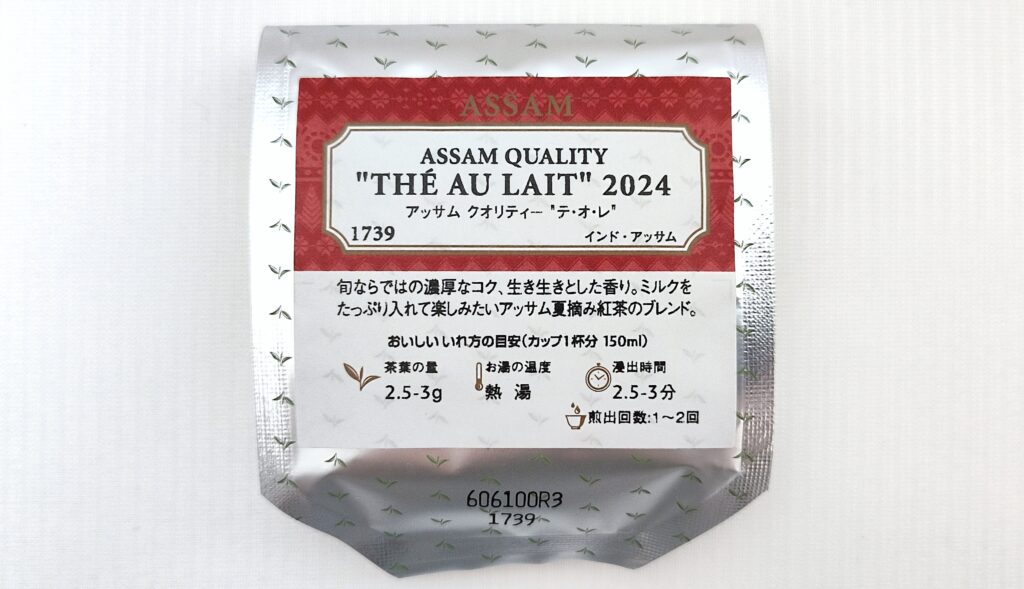 ASSAM
ASSAM QUALITY
"THÉ AU LAIT" 2024
アッサム クオリティー "テ・オ・レ"
1739 インド・アッサム
旬ならではの濃厚なコク、生き生きとした香り。ミルクを
たっぷり入れて楽しみたいアッサム夏摘み紅茶のブレンド。
おいしい いれ方の目安(カップ1杯分 150ml)
茶葉の量 お湯の温度 浸出時間
2.5-3g 熱 湯 2.5-3分
煎出回数:1〜2回
606100R3
1739